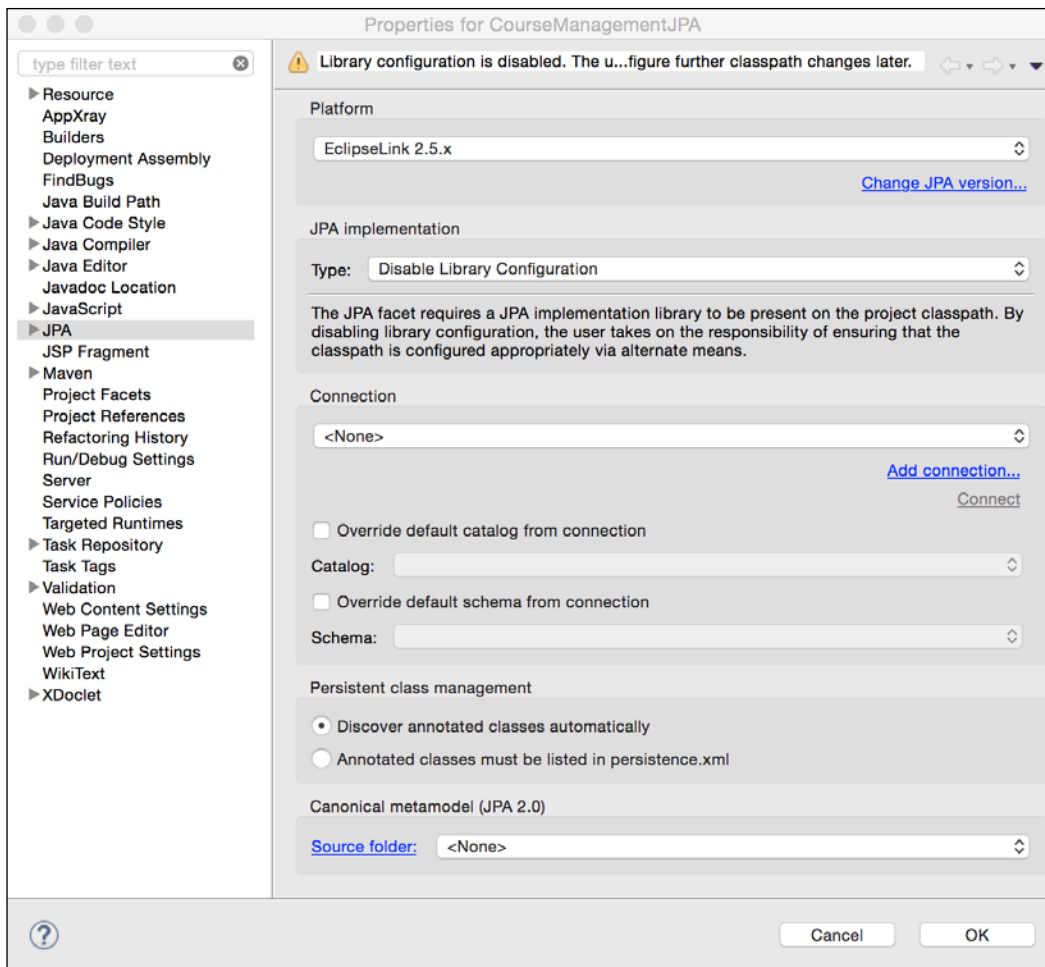 Properties for CourseManagementJPA
type filter text
Library configuration is disabled. The u...figure further classpath changes later.
Resource
AppXray
Builders
Deployment Assembly
FindBugs
Java Build Path
Java Code Style
Java Compiler
Java Editor
Javadoc Location
JavaScript
JPA
JSP Fragment
Maven
Project Facets
Project References
Refactoring History
Run/Debug Settings
Server
Service Policies
Targeted Runtimes
Task Repository
Task Tags
Validation
Web Content Settings
Web Page Editor
Web Project Settings
WikiText
XDoclet
Platform
EclipseLink 2.5.x
Change JPA version...
JPA implementation
Type: Disable Library Configuration
The JPA facet requires a JPA implementation library to be present on the project classpath. By
disabling library configuration, the user takes on the responsibility of ensuring that the
classpath is configured appropriately via alternate means.
Connection
<None>
Add connection...
Connect
Override default catalog from connection
Catalog:
Override default schema from connection
Schema:
Persistent class management
Discover annotated classes automatically
Annotated classes must be listed in persistence.xml
Canonical metamodel (JPA 2.0)
Source folder: <None>
?
Cancel
OK